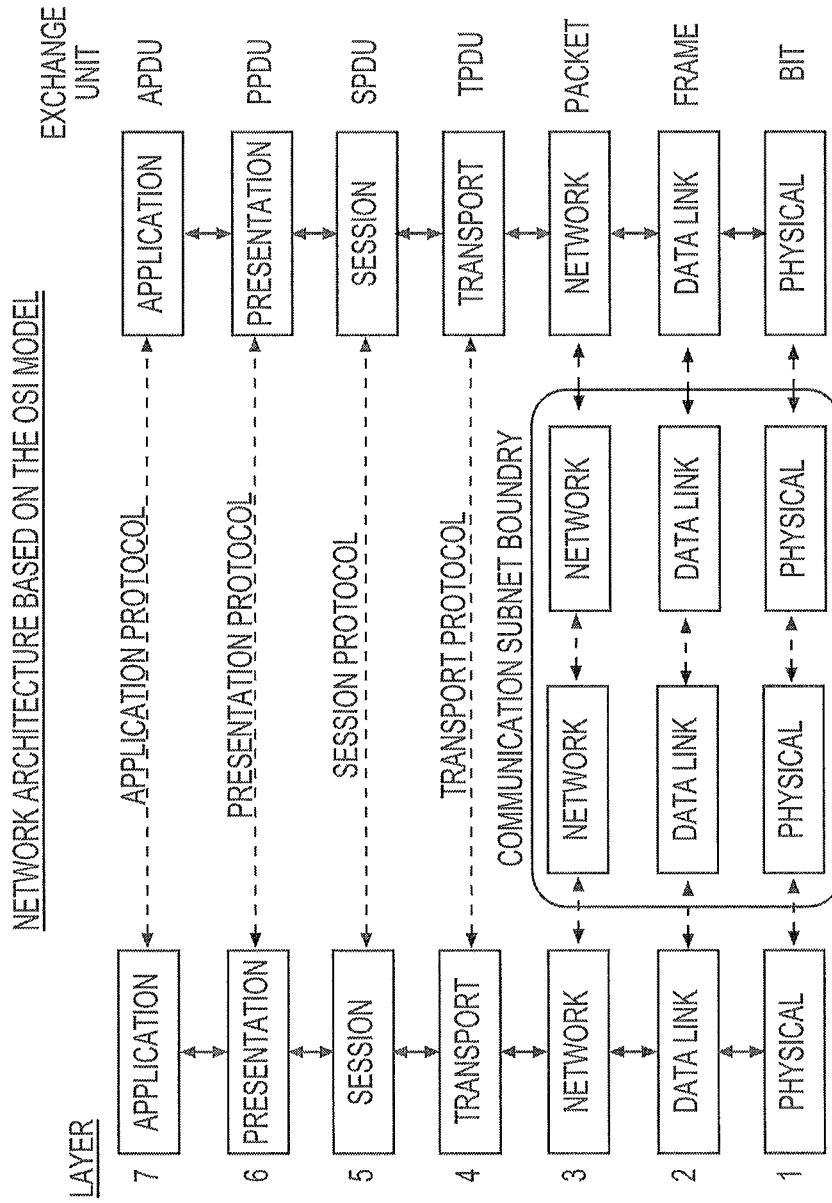 NETWORK ARCHITECTURE BASED ON THE OSI MODEL
LAYER
EXCHANGE
UNIT
7
APPLICATION
APPLICATION PROTOCOL
APPLICATION
APDU
6
PRESENTATION
PRESENTATION PROTOCOL
PRESENTATION
PPDU
5
SESSION
SESSION PROTOCOL
SESSION
SPDU
4
TRANSPORT
TRANSPORT PROTOCOL
TRANSPORT
TPDU
COMMUNICATION SUBNET BOUNDRY
3
NETWORK
NETWORK
NETWORK
NETWORK
PACKET
2
DATA LINK
DATA LINK
DATA LINK
DATA LINK
FRAME
1
PHYSICAL
PHYSICAL
PHYSICAL
PHYSICAL
BIT